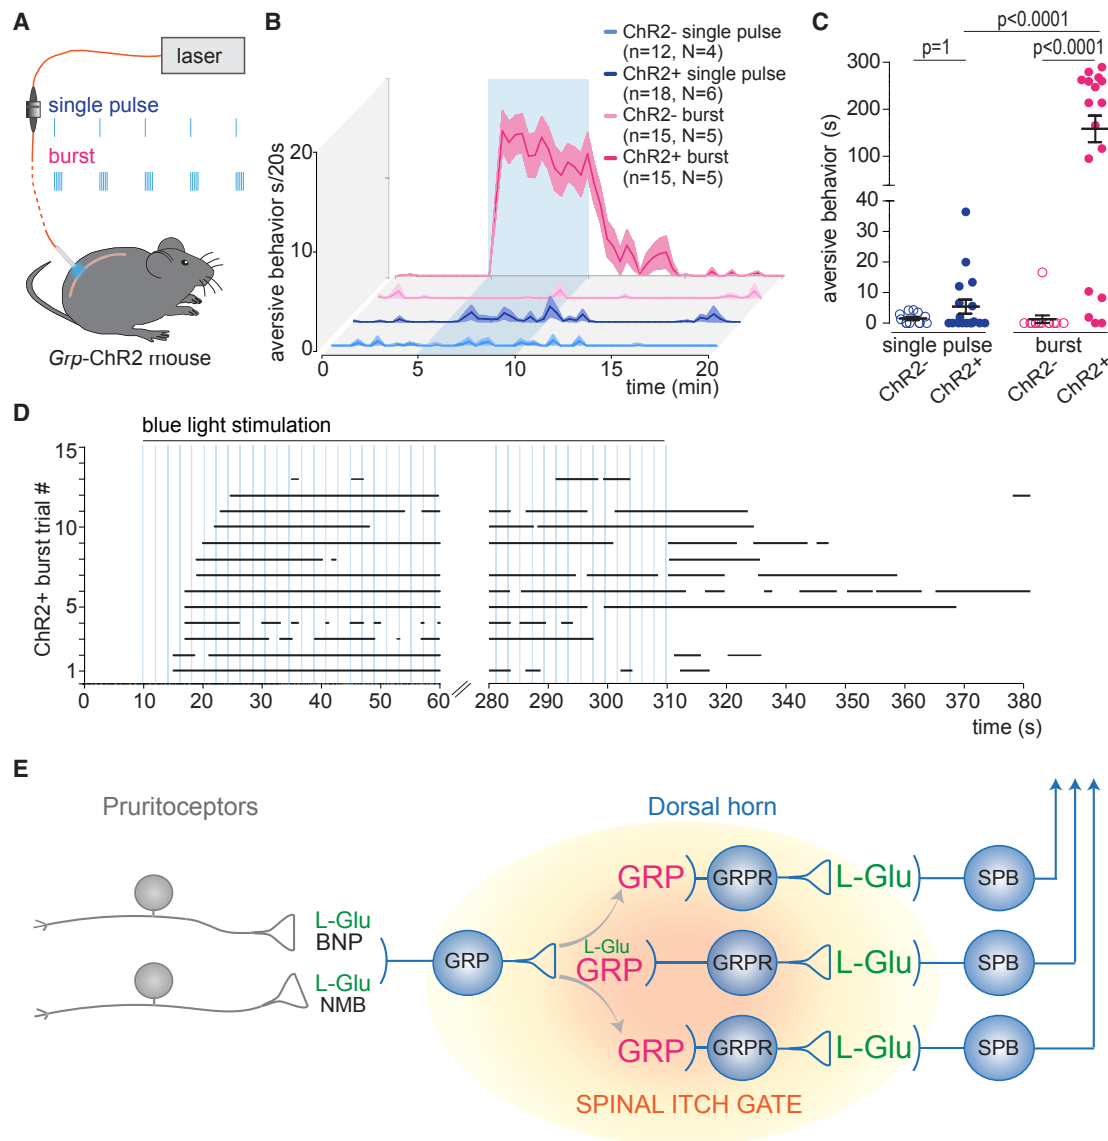 A
laser
single pulse
burst
Grp-ChR2 mouse
B
ChR2- single pulse
(n=12, N=4)
ChR2+ single pulse
(n=18, N=6)
ChR2- burst
(n=15, N=5)
ChR2+ burst
(n=15, N=5)
aversive behavior s/20s
20
10
0
0
5
10
15
20
time (min)
C
p<0.0001
p=1
p<0.0001
aversive behavior (s)
300
200
100
40
30
20
10
0
single pulse
burst
ChR2-
ChR2+
ChR2-
ChR2+
D
blue light stimulation
ChR2+ burst trial #
15
10
5
1
0
10
20
30
40
50
60
280
290
300
310
320
330
340
350
360
370
380
time (s)
E
Pruritoceptors
Dorsal horn
L-Glu
BNP
L-Glu
NMB
GRP
GRP
GRPR
L-Glu
SPB
L-Glu
GRP
GRPR
L-Glu
SPB
GRP
GRPR
L-Glu
SPB
SPINAL ITCH GATE